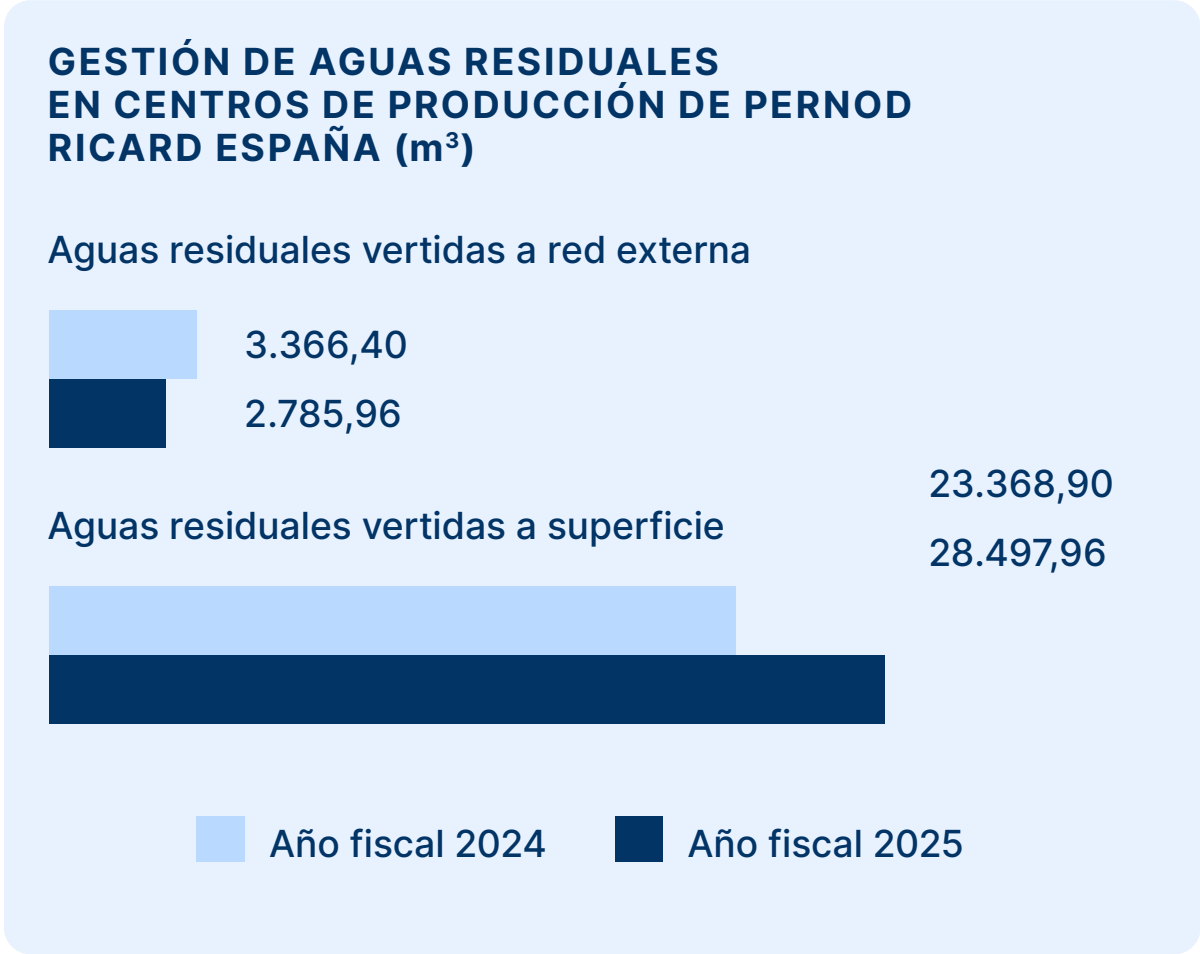 GESTIÓN DE AGUAS RESIDUALES
EN CENTROS DE PRODUCCIÓN DE PERNOD
RICARD ESPAÑA (m³)
Aguas residuales vertidas a red externa
3.366,40
2.785,96
Aguas residuales vertidas a superficie
23.368,90
28.497,96
Año fiscal 2024
Año fiscal 2025